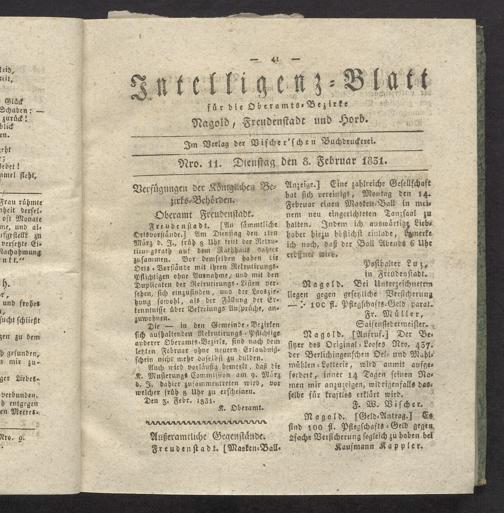 — 41 —
Intelligenz-Blatt
für die Oberamts-Bezirke
Nagold, Freudenstadt und Horb.
Im Verlag der Vischer'schen Buchdruckerei.
Nro. 11. Dienstag den 8. Februar 1831.
Verfügungen der Königlichen Be-
zirks-Behörden.
Oberamt Freudenstadt.
Freudenstadt. [An sämmtliche
Ortsvorstände.] Am Dienstag den 1ten
März d. J. früh 8 Uhr tritt der Rekru-
tirungsrath auf dem Rathhaus dahier
zusammen. Vor demselben haben die
Orts-Vorstände mit ihren Rekrutirungs-
Pflichtigen ohne Ausnahme, und mit den
Duplicaten der Rekrutirungs-Listen ver-
sehen, sich einzufinden, und der Loszie-
hung sowohl, als der Fällung der Er-
kenntnisse über Befreiungs Ansprüche, an-
zuwohnen.
Die — in den Gemeinde-Bezirken
sich aufhaltenden Rekrutirungs-Pflichtige
anderer Oberamts-Bezirke, sind nach dem
letzten Februar ohne neuen Erlaubniß-
schein nicht mehr daselbst zu dulden.
Auch wird vorläufig bemerkt, daß die
K. Musterungs Commission am 9. März
d. J. dahier zusammentreten wird, vor
welcher früh 8 Uhr zu erscheinen.
Den 3. Febr. 1831.
K. Oberamt.
Außeramtliche Gegenstände.
Freudenstadt. [Masken-Ball-
Anzeige.] Eine zahlreiche Gesellschaft
hat sich vereinigt, Montag den 14.
Februar einen Masken-Ball in mei-
nem neu eingerichteten Tanzsaal zu
halten. Indem ich auswärtige Lieb-
haber hiezu höflichst einlade, bemerke
ich noch, daß der Ball Abends 6 Uhr
eröffnet wird.
Posthalter Luz,
in Freudenstadt.
Nagold. Bei Unterzeichnetem
liegen gegen gesetzliche Versicherung
—: 100 fl. Pflegschafts-Geld parat.
Fr. Müller,
Saifensiedermeister.
Nagold. [Aufruf.] Der Be-
sitzer des Original-Looses Nro. 437.
der Berlichingenschen Oel- und Mahl-
mühlen-Lotterie, wird anmit aufge-
fordert, inner 14 Tagen seinen Na-
men mir anzuzeigen, widrigenfalls das-
selbe für kraftlos erklärt wird.
F. W. Vischer.
Nagold. [Geld-Antrag.] Es
sind 100 fl. Pflegschafts-Geld gegen
2fache Versicherung sogleich zu haben bei
Kaufmann Kappler.